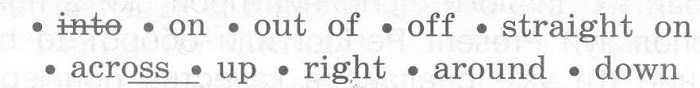 • into • on • out of • off • straight on
• across • up • right • around • down